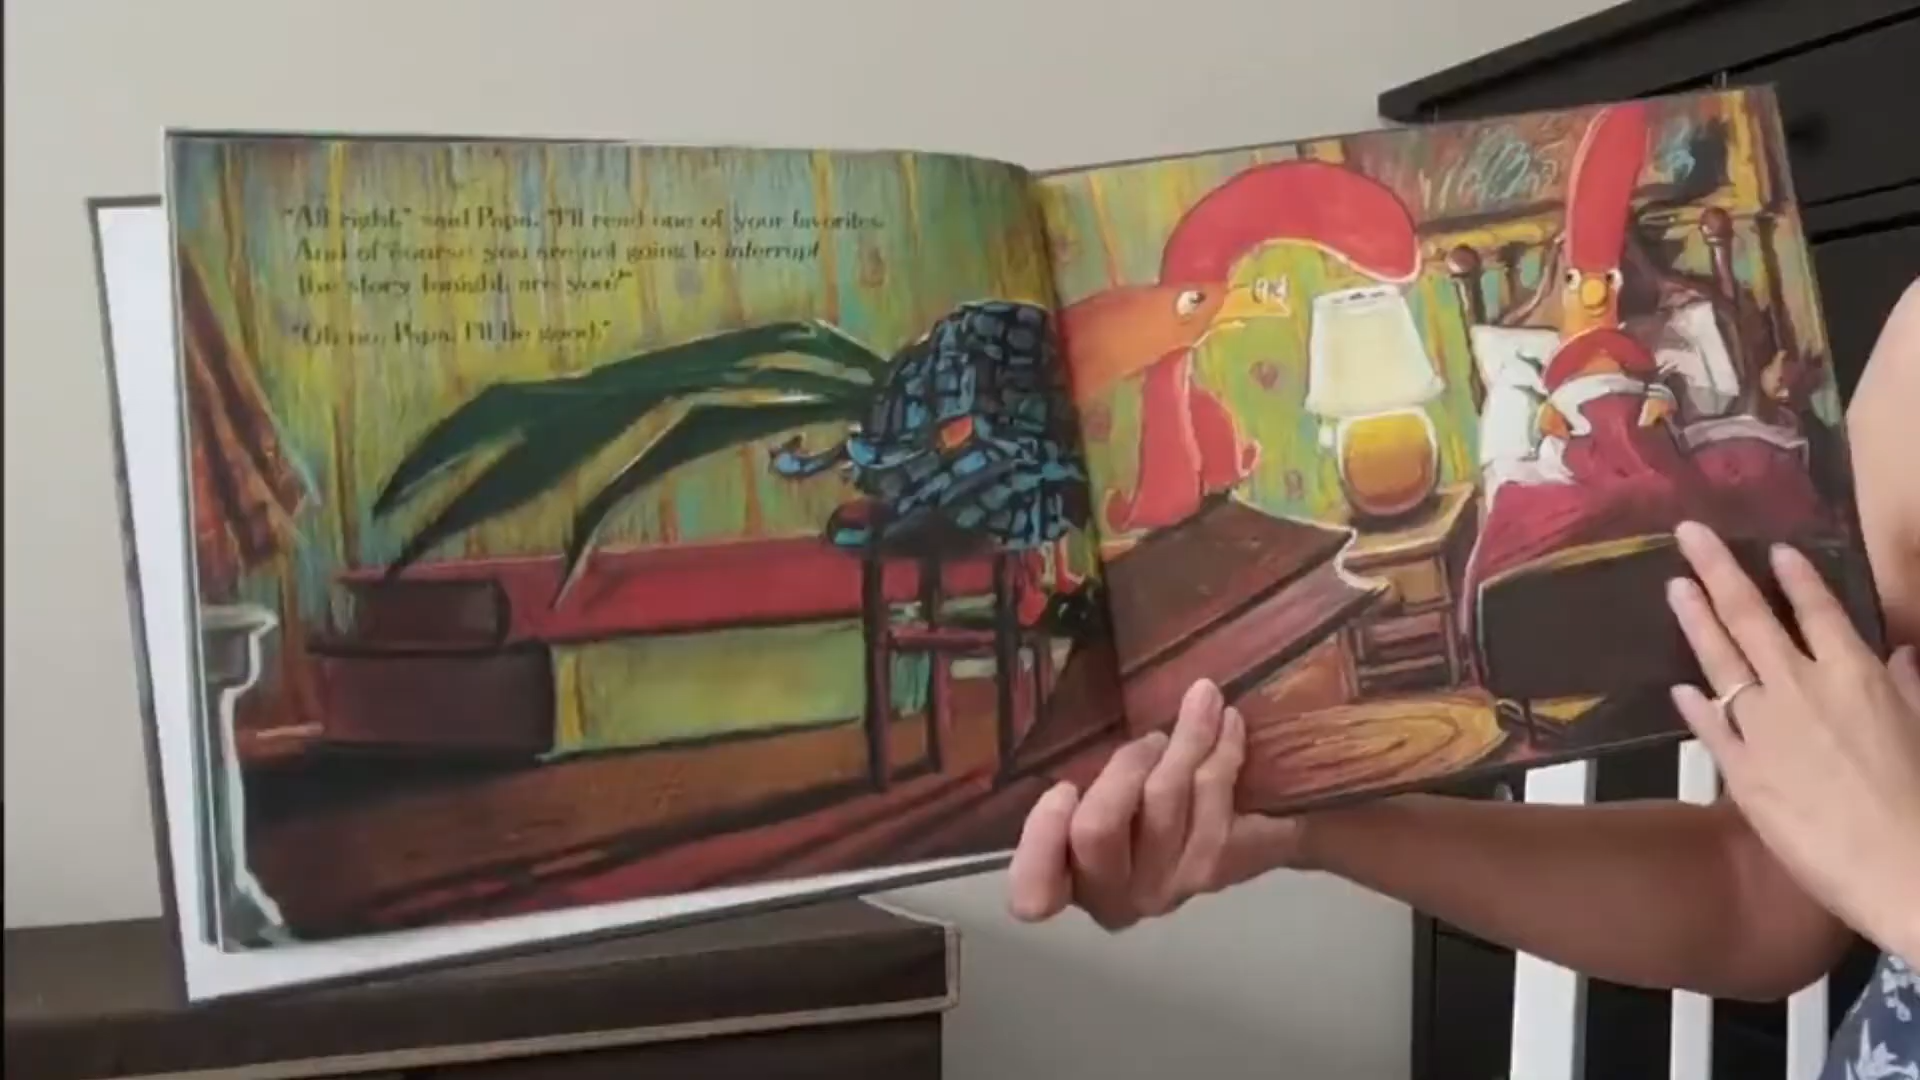 "All right," said Papa. "I'll read one of your favorites.
And of course you are not going to interrupt
the story tonight, are you?"
"Oh no, Papa. I'll be good."